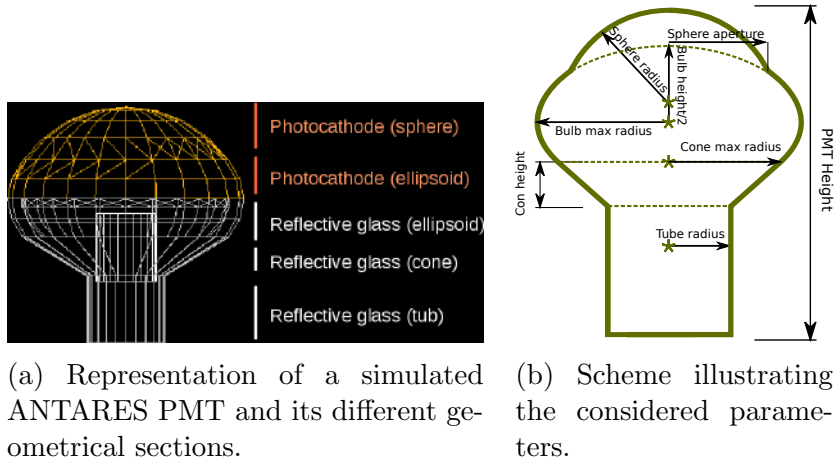 Photocathode (sphere)
Photocathode (ellipsoid)
Reflective glass (ellipsoid)
Reflective glass (cone)
Reflective glass (tub)
Sphere aperture
Sphere radius
Bulb height/2
Bulb max radius
Cone max radius
Con height
Tube radius
PMT Height
(a) Representation of a simulated
ANTARES PMT and its different ge-
ometrical sections.
(b) Scheme illustrating
the considered parame-
ters.